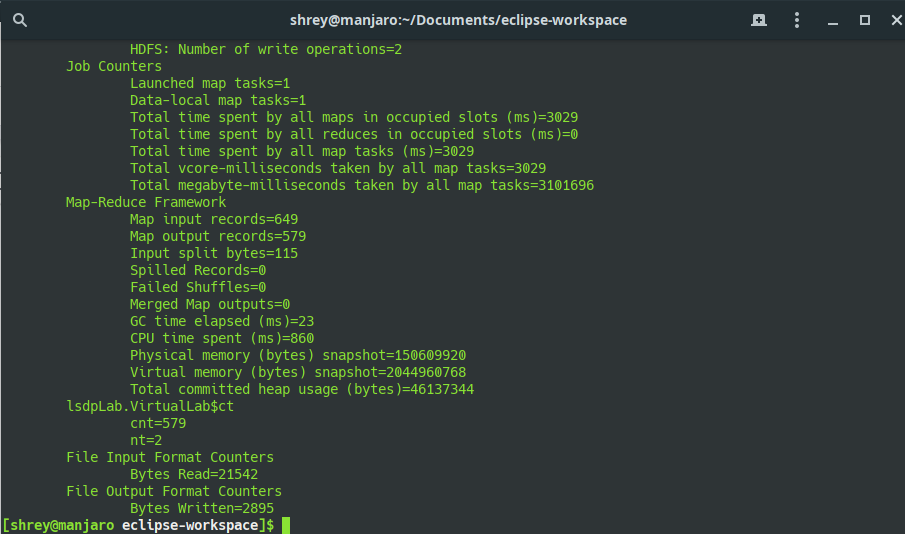 shrey@manjaro:~/Documents/eclipse-workspace
HDFS: Number of write operations=2
Job Counters
Launched map tasks=1
Data-local map tasks=1
Total time spent by all maps in occupied slots (ms)=3029
Total time spent by all reduces in occupied slots (ms)=0
Total time spent by all map tasks (ms)=3029
Total vcore-milliseconds taken by all map tasks=3029
Total megabyte-milliseconds taken by all map tasks=3101696
Map-Reduce Framework
Map input records=649
Map output records=579
Input split bytes=115
Spilled Records=0
Failed Shuffles=0
Merged Map outputs=0
GC time elapsed (ms)=23
CPU time spent (ms)=860
Physical memory (bytes) snapshot=150609920
Virtual memory (bytes) snapshot=2044960768
Total committed heap usage (bytes)=46137344
lsdpLab.VirtualLab$ct
cnt=579
nt=2
File Input Format Counters
Bytes Read=21542
File Output Format Counters
Bytes Written=2895
[shrey@manjaro eclipse-workspace]$